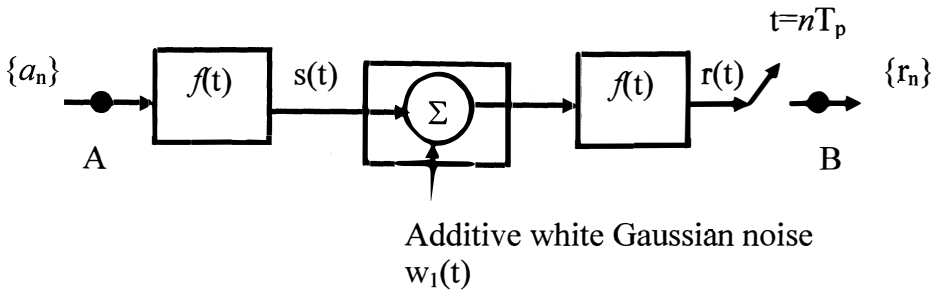 t=nTₚ
{aₙ}
f(t)
s(t)
Σ
f(t)
r(t)
{rₙ}
A
B
Additive white Gaussian noise
w₁(t)